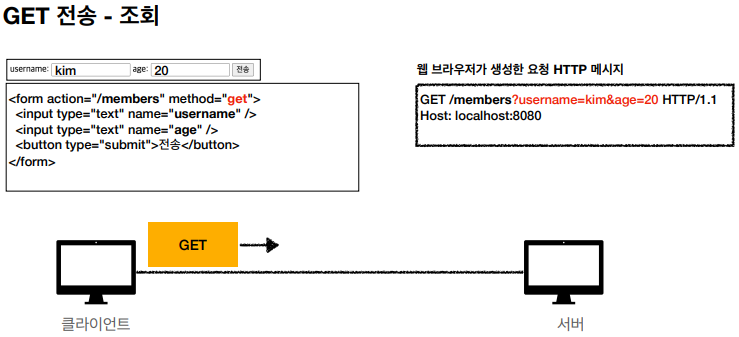 GET 전송 - 조회
username: kim age: 20 전송
<form action="/members" method="get">
<input type="text" name="username" />
<input type="text" name="age" />
<button type="submit">전송</button>
</form>
웹 브라우저가 생성한 요청 HTTP 메시지
GET /members?username=kim&age=20 HTTP/1.1
Host: localhost:8080
GET
클라이언트
서버